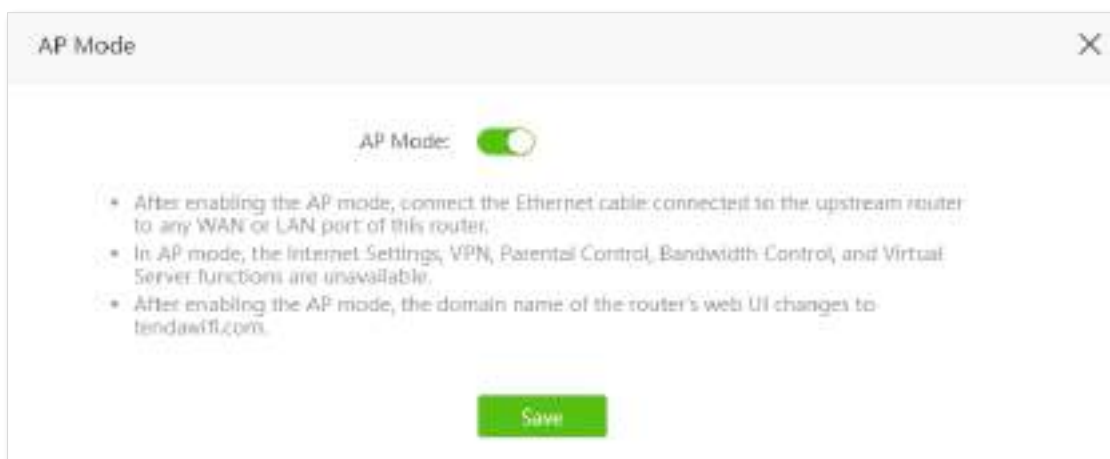 AP Mode
AP Mode:
• After enabling the AP mode, connect the Ethernet cable connected to the upstream router
to any WAN or LAN port of this router.
• In AP mode, the Internet Settings, VPN, Parental Control, Bandwidth Control, and Virtual
Server functions are unavailable.
• After enabling the AP mode, the domain name of the router's web UI changes to
tendawifi.com.
Save